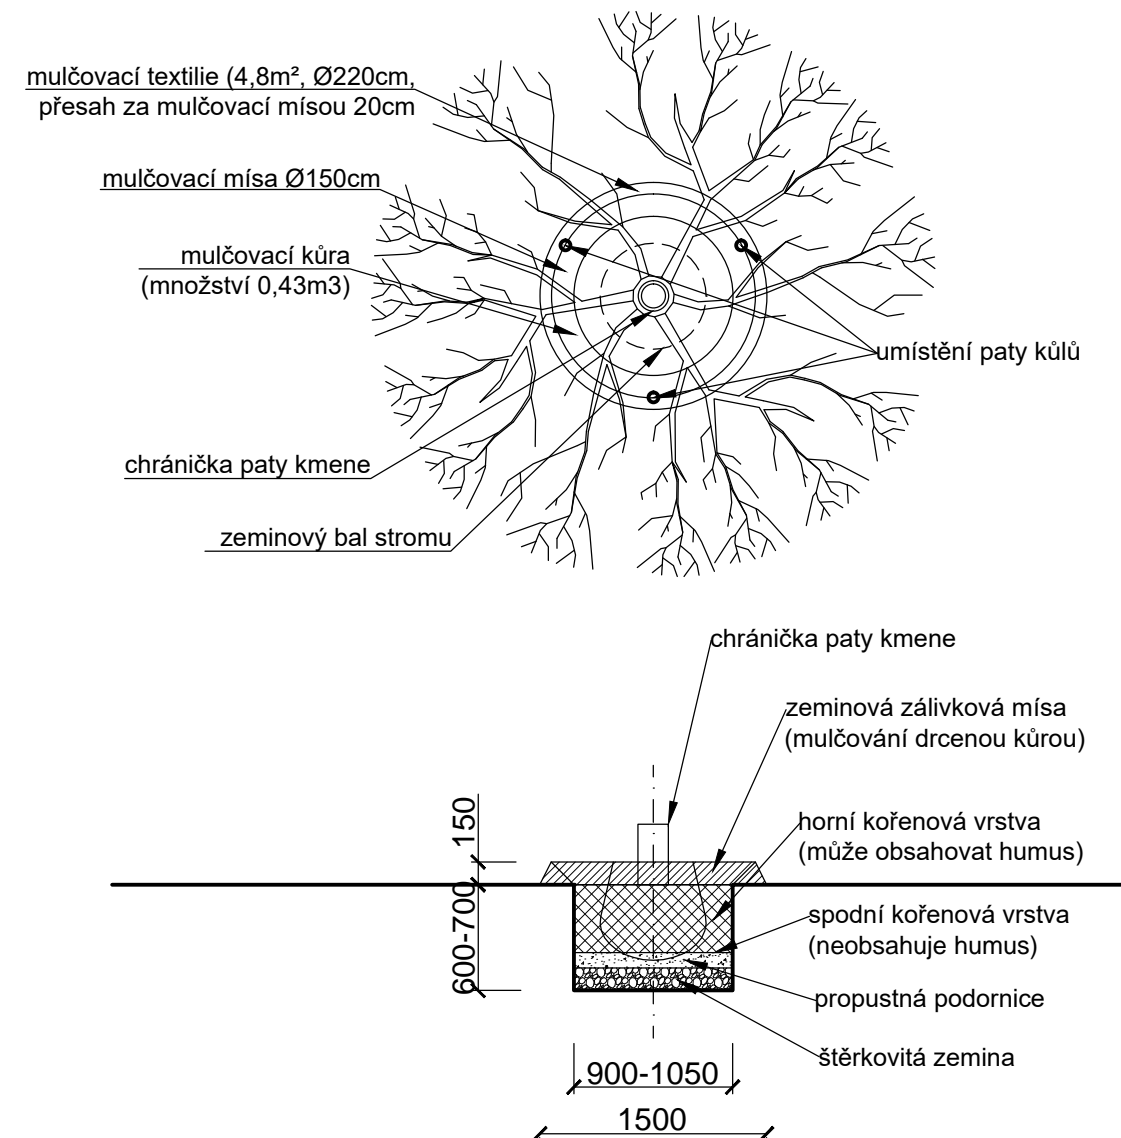 mulčovací textilie (4,8m², Ø220cm,
přesah za mulčovací mísou 20cm
mulčovací mísa Ø150cm
mulčovací kůra
(množství 0,43m3)
umístění paty kůlů
chránička paty kmene
zeminový bal stromu
chránička paty kmene
zeminová zálivková mísa
(mulčování drcenou kůrou)
150
horní kořenová vrstva
(může obsahovat humus)
600-700
spodní kořenová vrstva
(neobsahuje humus)
propustná podornice
štěrkovitá zemina
900-1050
1500